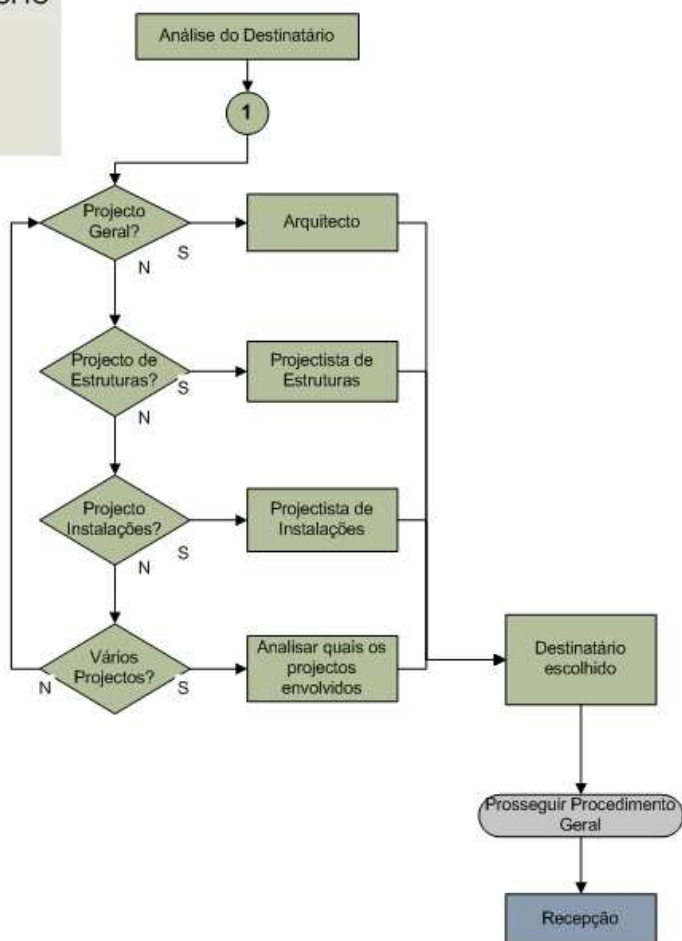 Análise do Destinatário
1
Projecto
Geral?
S
N
Arquitecto
Projecto de
Estruturas?
S
N
Projectista de
Estruturas
Projecto
Instalações?
S
N
Projectista de
Instalações
Vários
Projectos?
N
S
Analisar quais os
projectos
envolvidos
Destinatário
escolhido
Prosseguir Procedimento
Geral
Recepção